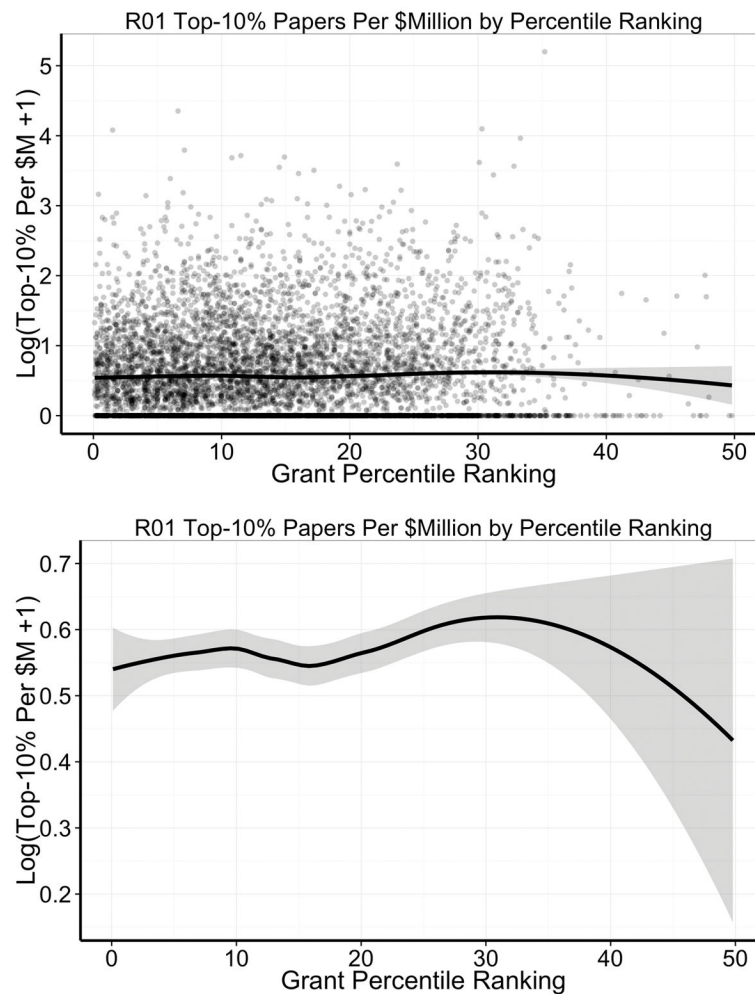 R01 Top-10% Papers Per $Million by Percentile Ranking
Log(Top-10% Per $M +1)
5
4
3
2
1
0
0 10 20 30 40 50
Grant Percentile Ranking
R01 Top-10% Papers Per $Million by Percentile Ranking
Log(Top-10% Per $M +1)
0.7
0.6
0.5
0.4
0.3
0.2
0 10 20 30 40 50
Grant Percentile Ranking